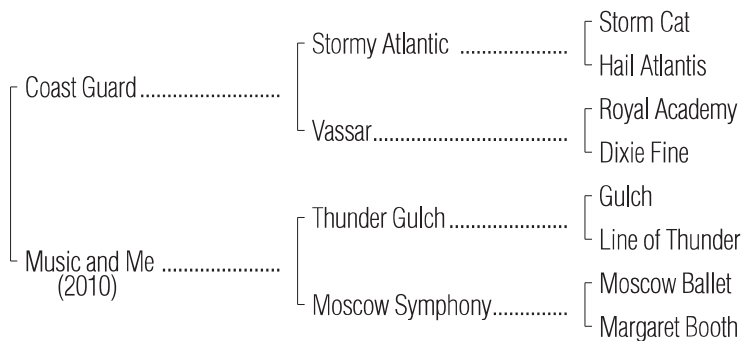 Storm Cat
Stormy Atlantic ....................
Hail Atlantis
Coast Guard..........................
Royal Academy
Vassar.....................................
Dixie Fine
Gulch
Thunder Gulch ......................
Line of Thunder
Music and Me ......................
(2010)
Moscow Ballet
Moscow Symphony..............
Margaret Booth